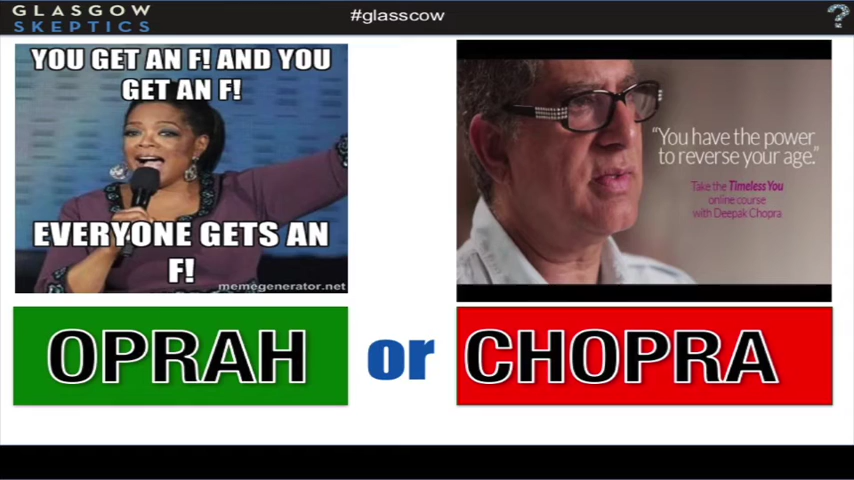 GLASGOW
SKEPTICS
#glasscow
?
YOU GET AN F! AND YOU
GET AN F!
EVERYONE GETS AN
F!
memegenerator.net
"You have the power
to reverse your age."
Take the Timeless You
online course
with Deepak Chopra
OPRAH
or
CHOPRA